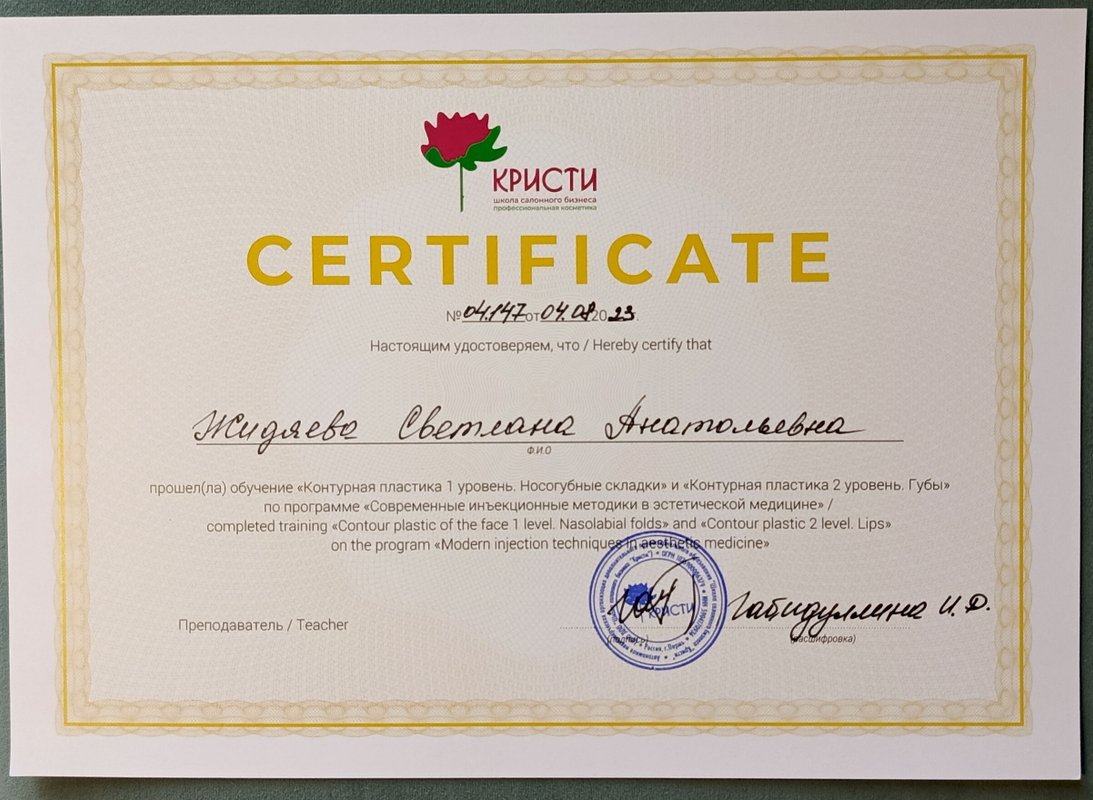 КРИСТИ
школа салонного бизнеса
профессиональная косметика
CERTIFICATE
№ 04.147 от 04.08 2023.
Настоящим удостоверяем, что / Hereby certify that
Жидяева Светлана Анатольевна
Ф.И.О
прошел(ла) обучение «Контурная пластика 1 уровень. Носогубные складки» и «Контурная пластика 2 уровень. Губы»
по программе «Современные инъекционные методики в эстетической медицине» /
completed training «Contour plastic of the face 1 level. Nasolabial folds» and «Contour plastic 2 level. Lips»
on the program «Modern injection techniques in aesthetic medicine»
Преподаватель / Teacher
КРИСТИ
Габидуллина И. Ф.
(подпись) (расшифровка)